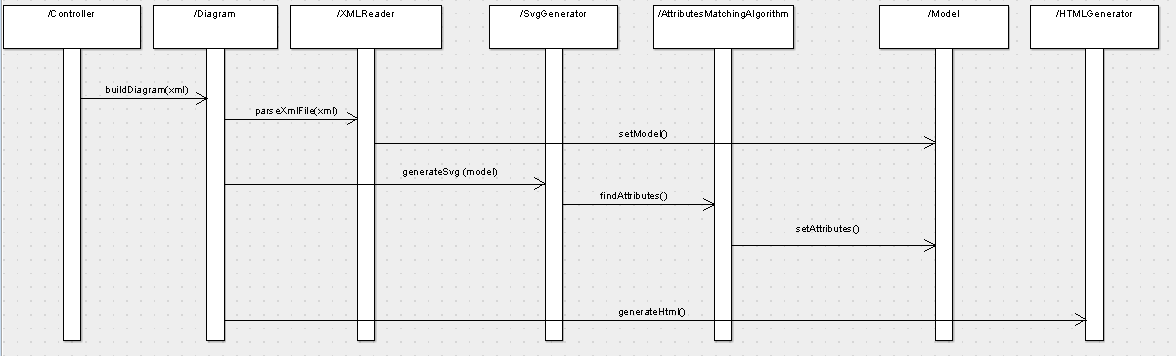 /Controller
/Diagram
/XMLReader
/SvgGenerator
/AttributesMatchingAlgorithm
/Model
/HTMLGenerator
buildDiagram(xml)
parseXmlFile(xml)
setModel()
generateSvg (model)
findAttributes()
setAttributes()
generateHtml()